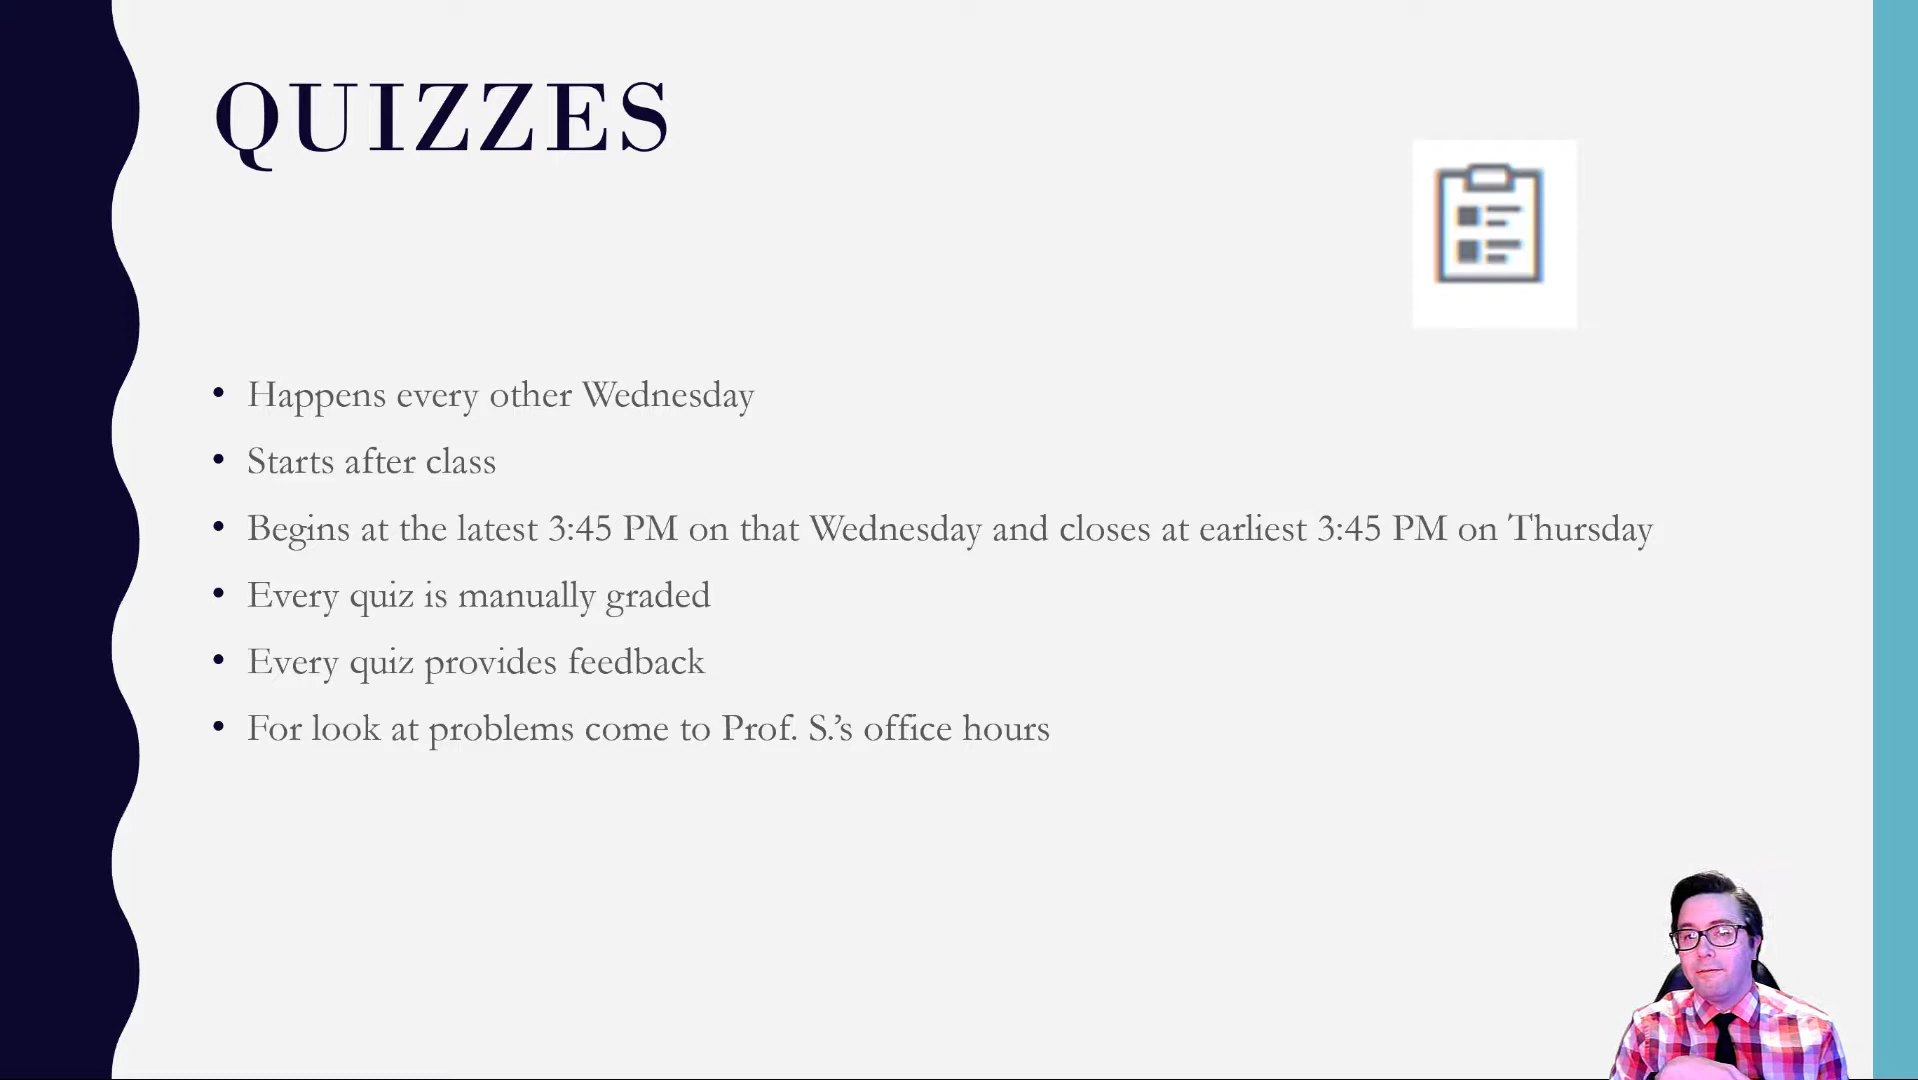 QUIZZES
• Happens every other Wednesday
• Starts after class
• Begins at the latest 3:45 PM on that Wednesday and closes at earliest 3:45 PM on Thursday
• Every quiz is manually graded
• Every quiz provides feedback
• For look at problems come to Prof. S.’s office hours